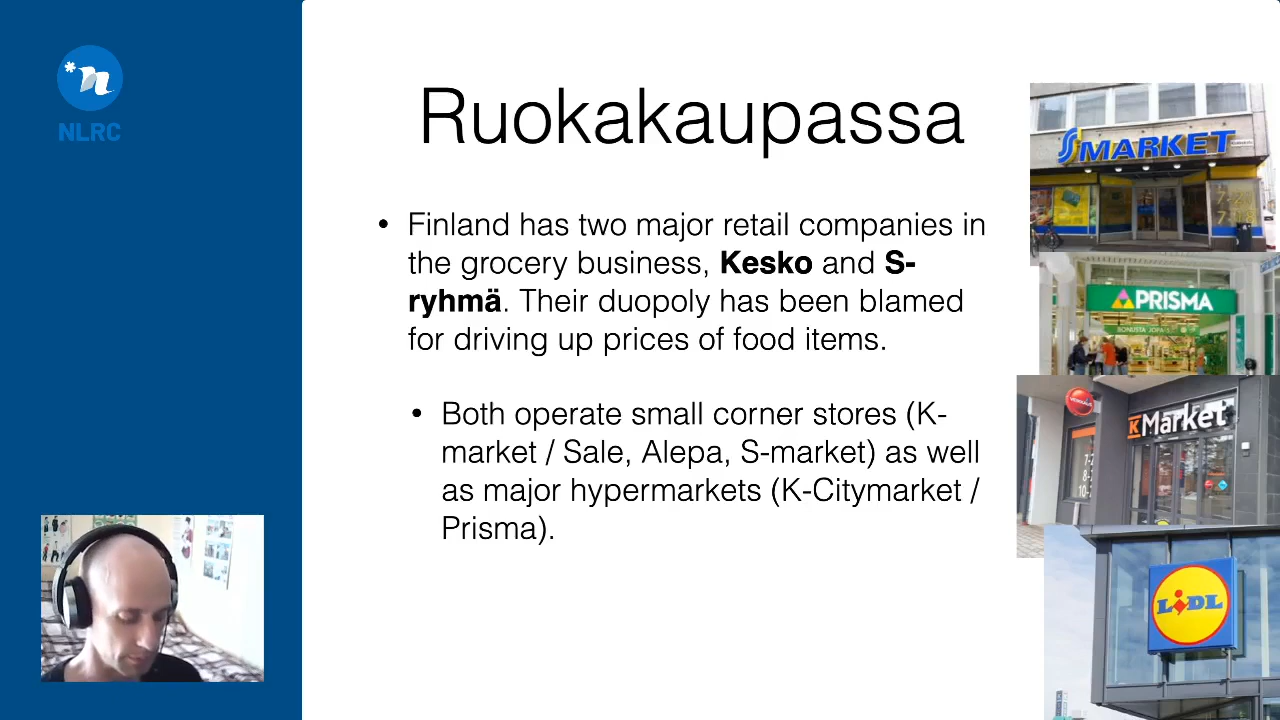 NLRC
Ruokakaupassa
• Finland has two major retail companies in
the grocery business, Kesko and S-
ryhmä. Their duopoly has been blamed
for driving up prices of food items.
• Both operate small corner stores (K-
market / Sale, Alepa, S-market) as well
as major hypermarkets (K-Citymarket /
Prisma).
S MARKET
PRISMA
BONUSTA JOPA
K Market
LIDL